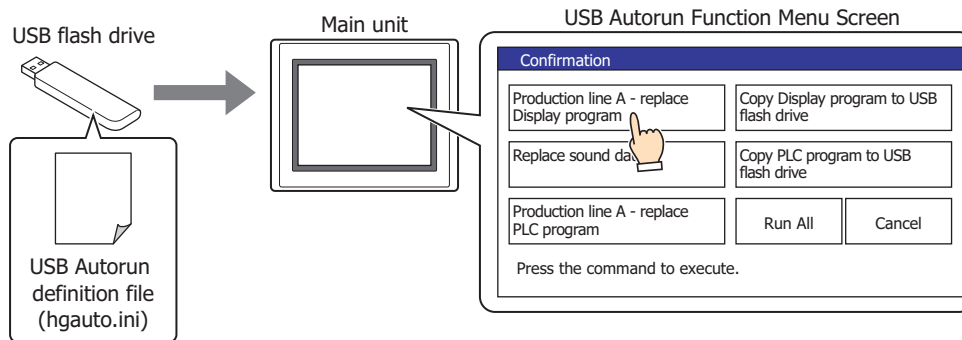 USB flash drive
Main unit
USB Autorun Function Menu Screen
USB Autorun
definition file
(hgauto.ini)
Confirmation
Production line A - replace
Display program
Copy Display program to USB
flash drive
Replace sound da
Copy PLC program to USB
flash drive
Production line A - replace
PLC program
Run All
Cancel
Press the command to execute.